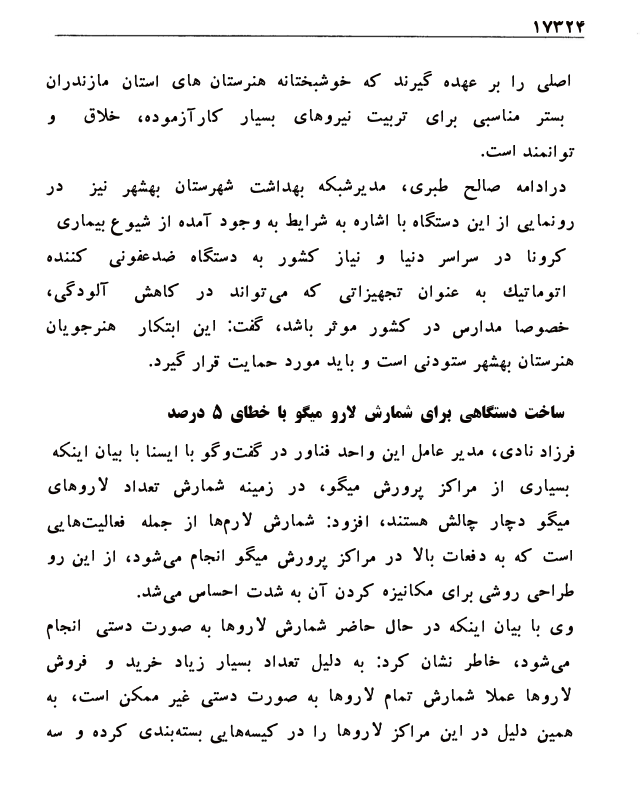 ۱۷۳۲۴
اصلی را بر عهده گیرند که خوشبختانه هنرستان های استان مازندران
بستر مناسبی برای تربیت نیروهای بسیار کارآزموده، خلاق و
توانمند است.
درادامه صالح طبری، مدیرشبکه بهداشت شهرستان بهشهر نیز در
رونمایی از این دستگاه با اشاره به شرایط به وجود آمده از شیوع بیماری
کرونا در سراسر دنیا و نیاز کشور به دستگاه ضدعفونی کننده
اتوماتیك به عنوان تجهیزاتی که می‌تواند در کاهش آلودگی،
خصوصا مدارس در کشور موثر باشد، گفت: این ابتکار هنرجویان
هنرستان بهشهر ستودنی است و باید مورد حمایت قرار گیرد.
ساخت دستگاهی برای شمارش لارو میگو با خطای ۵ درصد
فرزاد نادی، مدیر عامل این واحد فناور در گفت‌وگو با ایسنا با بیان اینکه
بسیاری از مراکز پرورش میگو، در زمینه شمارش تعداد لاروهای
میگو دچار چالش هستند، افزود: شمارش لارم‌ها از جمله فعالیت‌هایی
است که به دفعات بالا در مراکز پرورش میگو انجام می‌شود، از این رو
طراحی روشی برای مکانیزه کردن آن به شدت احساس می‌شد.
وی با بیان اینکه در حال حاضر شمارش لاروها به صورت دستی انجام
می‌شود، خاطر نشان کرد: به دلیل تعداد بسیار زیاد خرید و فروش
لاروها عملا شمارش تمام لاروها به صورت دستی غیر ممکن است، به
همین دلیل در این مراکز لاروها را در کیسه‌هایی بسته‌بندی کرده و سه